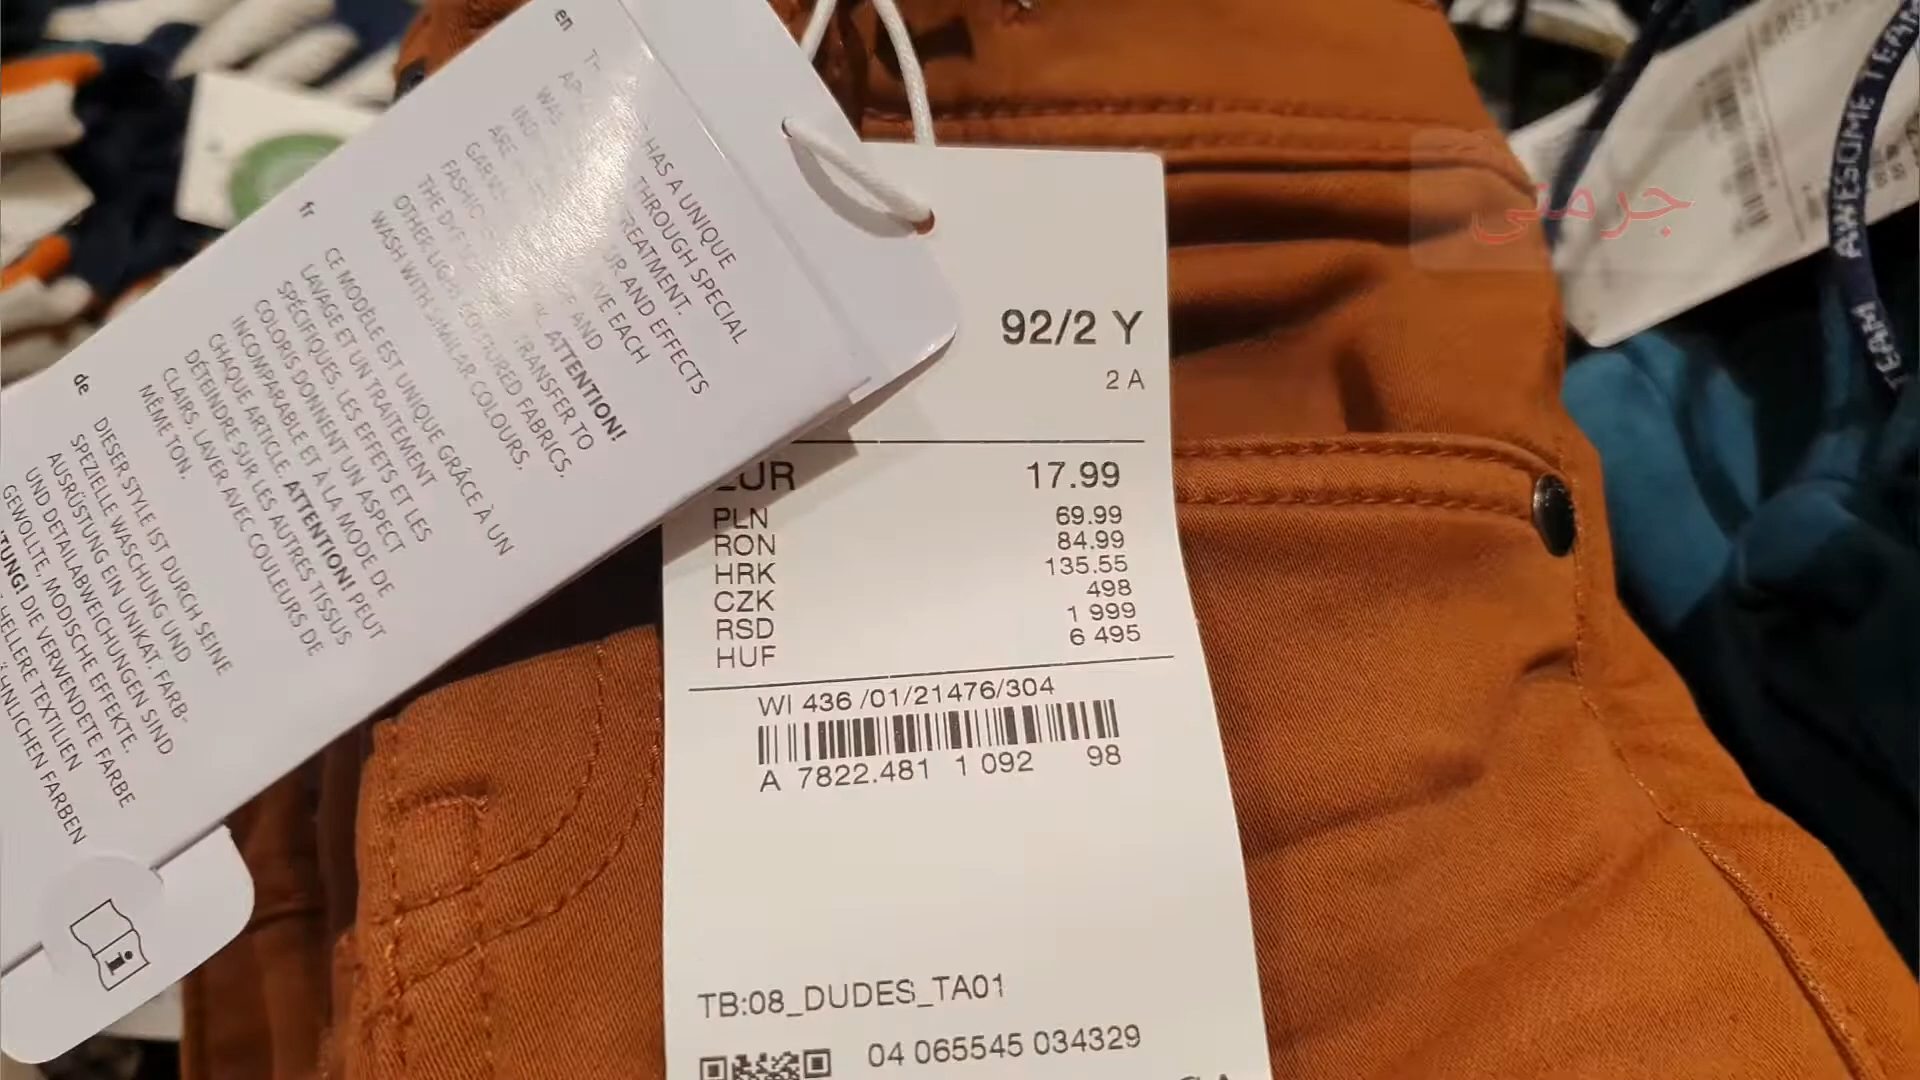 en
HAS A UNIQUE
THROUGH SPECIAL
TREATMENT.
AND EFFECTS
EACH
ATTENTION!
TRANSFER TO
OTHER LIGH COLOURED FABRICS.
WASH WITH SIMILAR COLOURS.
fr
CE MODÈLE EST UNIQUE GRÂCE À UN
LAVAGE ET UN TRAITEMENT
SPÉCIFIQUES. LES EFFETS ET LES
COLORIS DONNENT UN ASPECT
INCOMPARABLE ET À LA MODE DE
CHAQUE ARTICLE. ATTENTION! PEUT
DÉTEINDRE SUR LES AUTRES TISSUS
CLAIRS. LAVER AVEC COULEURS DE
MÊME TON.
de
DIESER STYLE IST DURCH SEINE
SPEZIELLE WASCHUNG UND
AUSRÜSTUNG EIN UNIKAT. FARB-
UND DETAILABWEICHUNGEN SIND
GEWOLLTE, MODISCHE EFFEKTE.
DIE VERWENDETE FARBE
HELLERE TEXTILIEN
FARBEN
92/2 Y
2 A
EUR 17.99
PLN 69.99
RON 84.99
HRK 135.55
CZK 498
RSD 1 999
HUF 6 495
WI 436 /01/21476/304
A 7822.481 1 092 98
TB:08_DUDES_TA01
04 065545 034329
جرمنی
AWESOME TEAM
TEAM